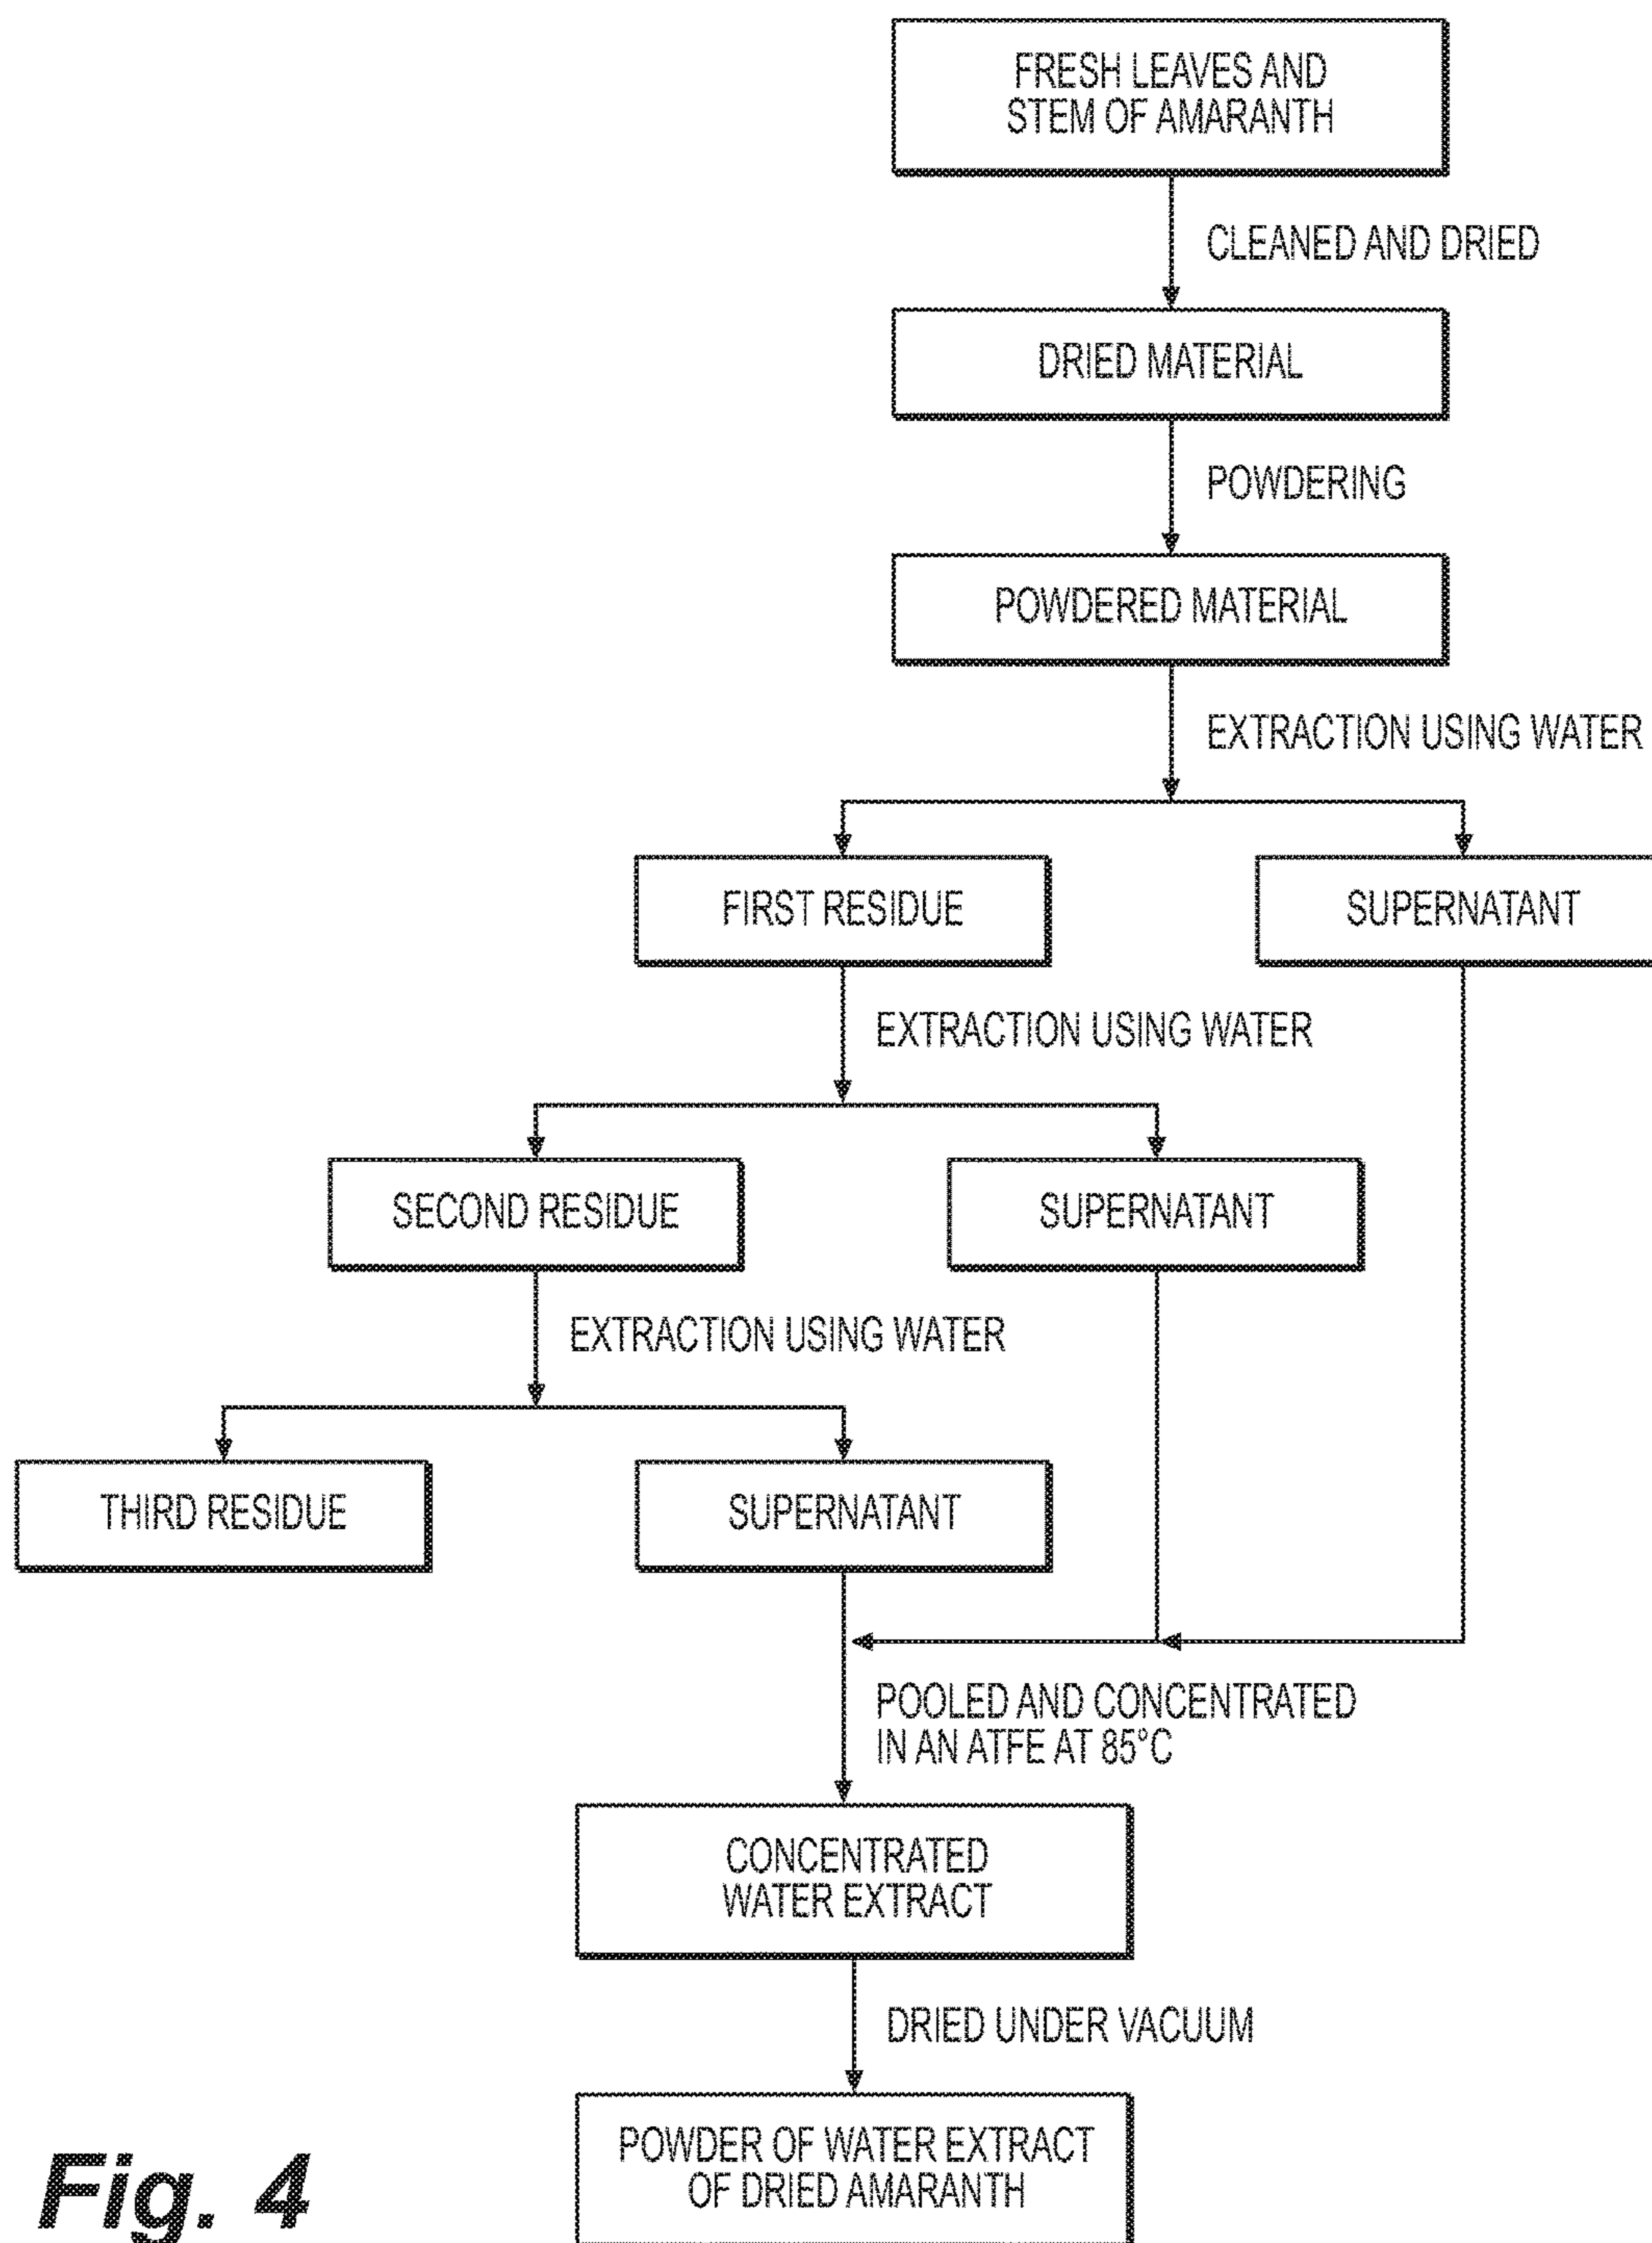 FRESH LEAVES AND
STEM OF AMARANTH
CLEANED AND DRIED
DRIED MATERIAL
POWDERING
POWDERED MATERIAL
EXTRACTION USING WATER
FIRST RESIDUE
SUPERNATANT
EXTRACTION USING WATER
SECOND RESIDUE
SUPERNATANT
EXTRACTION USING WATER
THIRD RESIDUE
SUPERNATANT
POOLED AND CONCENTRATED
IN AN ATFE AT 85°C
CONCENTRATED
WATER EXTRACT
DRIED UNDER VACUUM
POWDER OF WATER EXTRACT
OF DRIED AMARANTH
Fig. 4